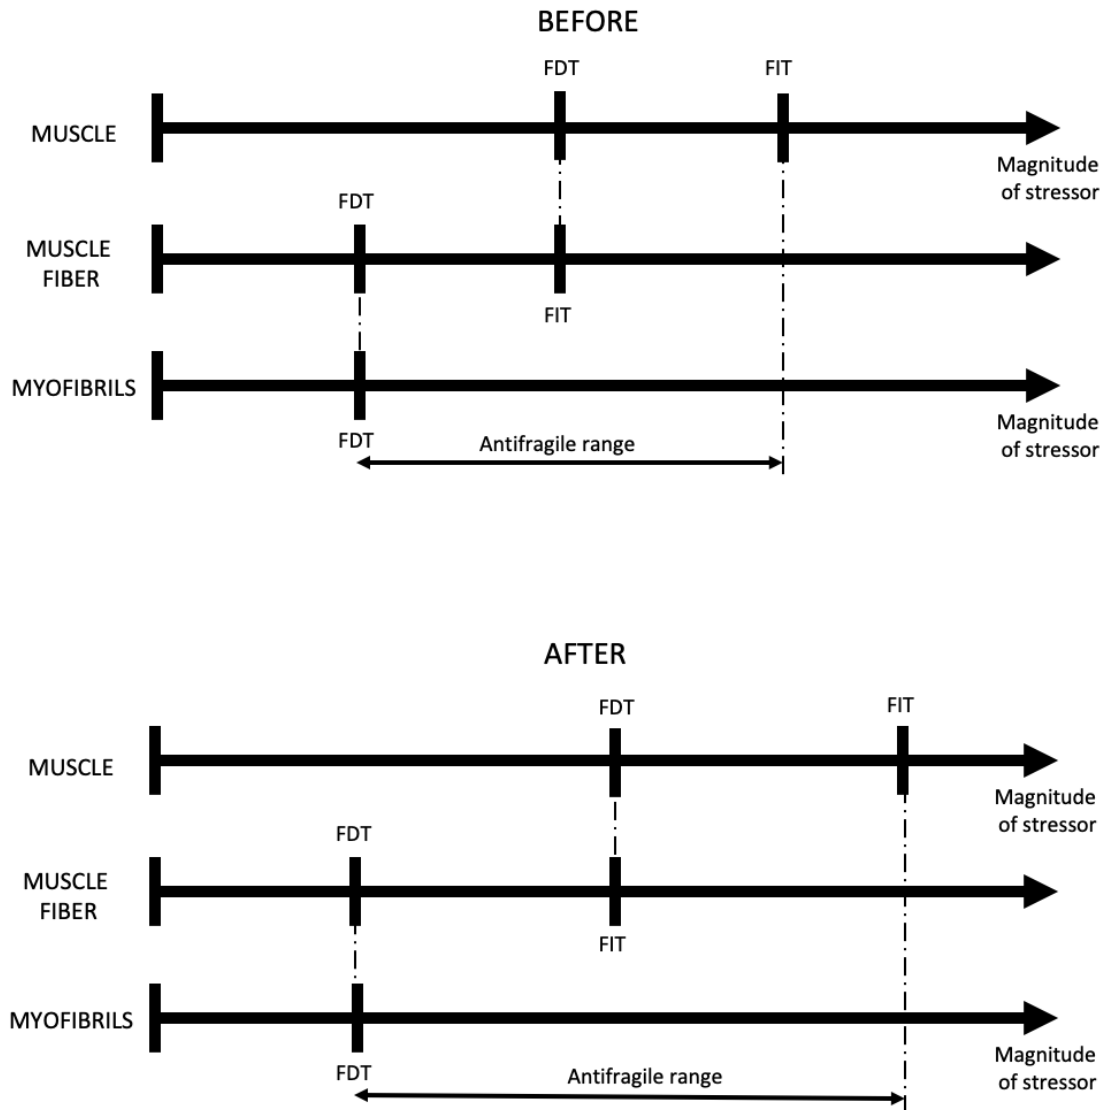 BEFORE
FDT
FIT
MUSCLE
Magnitude
of stressor
FDT
MUSCLE
FIBER
FIT
MYOFIBRILS
Magnitude
of stressor
FDT
Antifragile range
AFTER
FDT
FIT
MUSCLE
Magnitude
of stressor
FDT
MUSCLE
FIBER
FIT
MYOFIBRILS
Magnitude
of stressor
FDT
Antifragile range